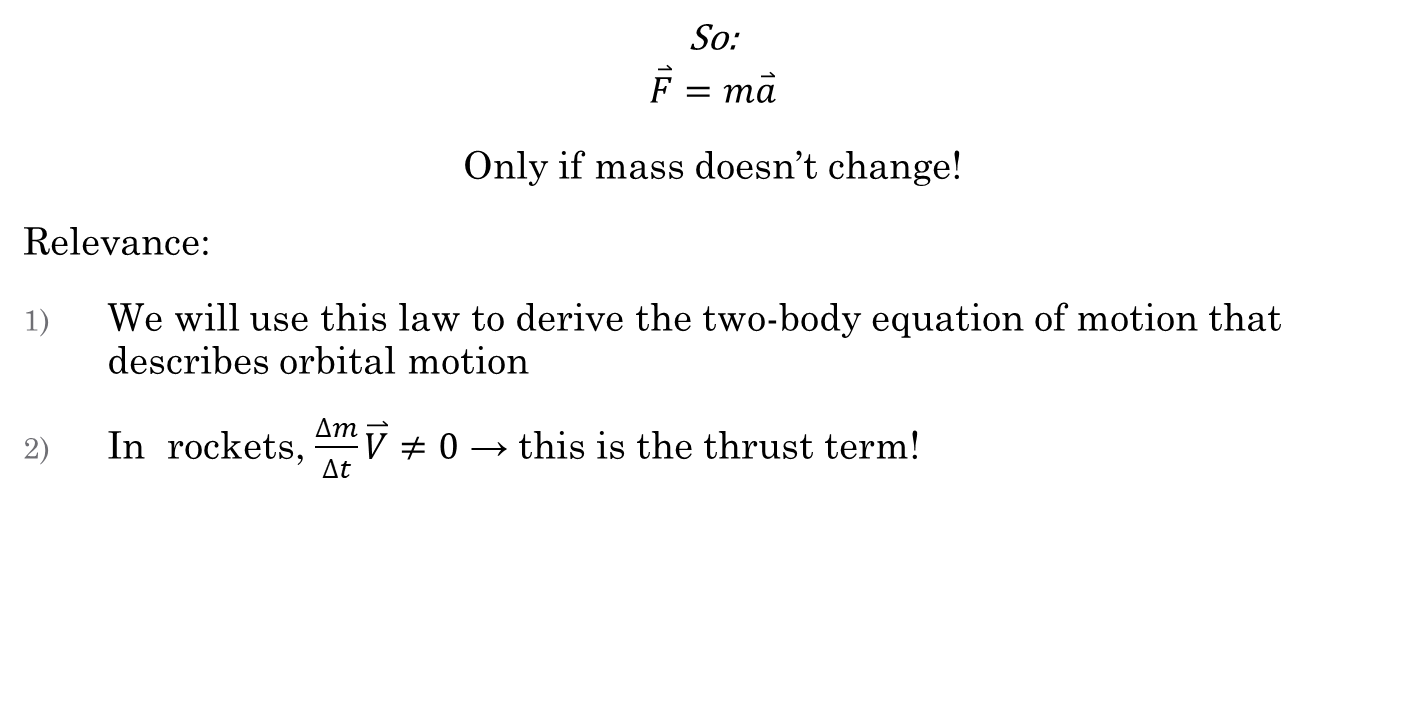 So:
F⃗ = ma⃗
Only if mass doesn’t change!
Relevance:
1) We will use this law to derive the two-body equation of motion that
describes orbital motion
2) In rockets, Δm/Δt V⃗ ≠ 0 → this is the thrust term!